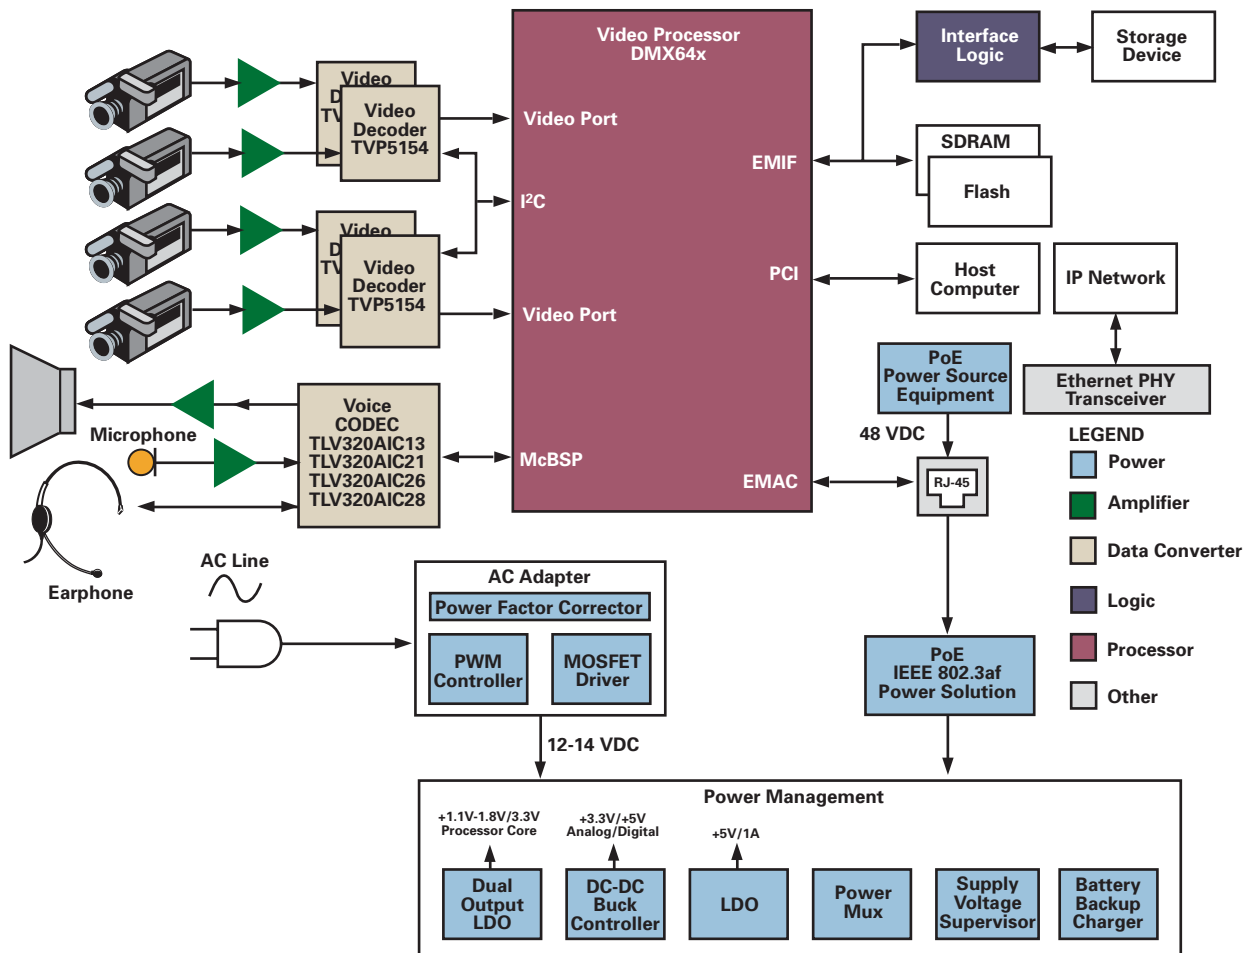 Video Processor
DMX64x
Interface
Logic
Storage
Device
Video
D
TV
Video
Decoder
TVP5154
Video Port
SDRAM
Flash
EMIF
I²C
Video
D
TV
Video
Decoder
TVP5154
Video Port
PCI
Host
Computer
IP Network
PoE
Power Source
Equipment
Ethernet PHY
Transceiver
48 VDC
Voice
CODEC
TLV320AIC13
TLV320AIC21
TLV320AIC26
TLV320AIC28
Microphone
McBSP
EMAC
RJ-45
LEGEND
Power
Amplifier
Data Converter
Logic
Processor
Other
Earphone
AC Line
AC Adapter
Power Factor Corrector
PWM
Controller
MOSFET
Driver
PoE
IEEE 802.3af
Power Solution
12-14 VDC
Power Management
+1.1V-1.8V/3.3V
Processor Core
+3.3V/+5V
Analog/Digital
+5V/1A
Dual
Output
LDO
DC-DC
Buck
Controller
LDO
Power
Mux
Supply
Voltage
Supervisor
Battery
Backup
Charger